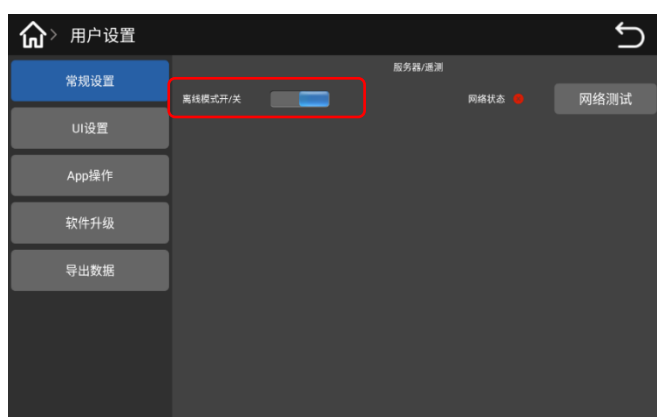 > 用户设置
常规设置
服务器/遥测
离线模式开/关
网络状态
网络测试
UI设置
App操作
软件升级
导出数据